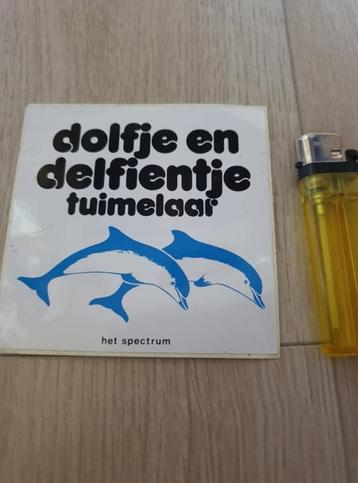 dolfje en
delfientje
tuimelaar
het spectrum